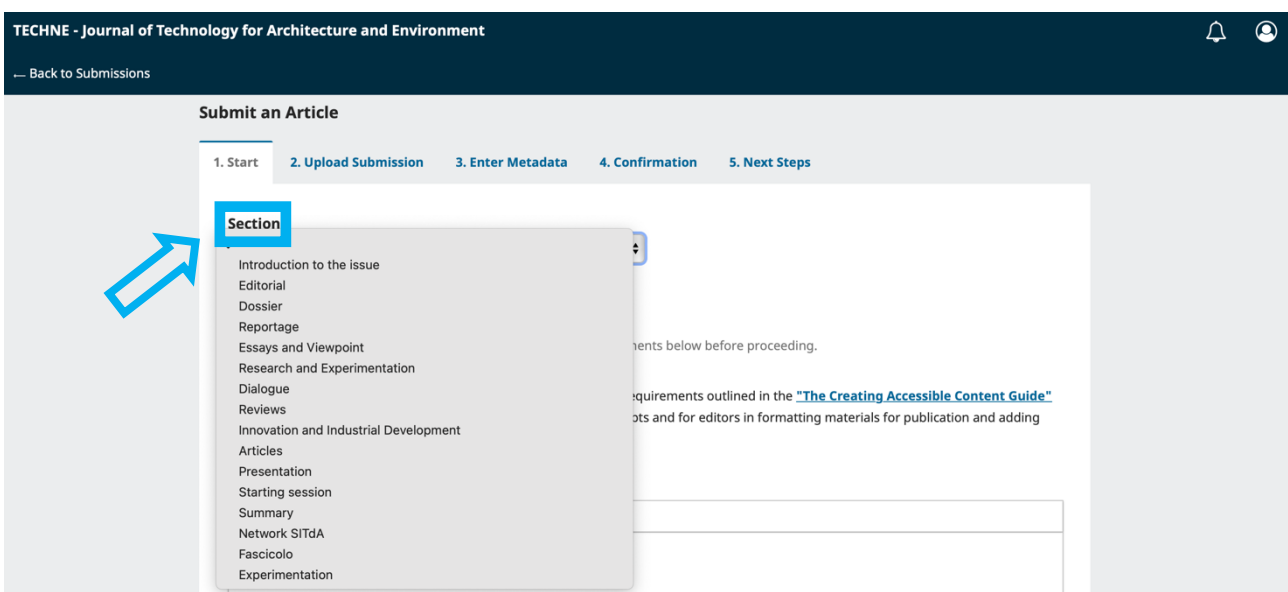 TECHNE - Journal of Technology for Architecture and Environment
← Back to Submissions
Submit an Article
1. Start 2. Upload Submission 3. Enter Metadata 4. Confirmation 5. Next Steps
Section
Introduction to the issue
Editorial
Dossier
Reportage
Essays and Viewpoint
below before proceeding.
Research and Experimentation
Dialogue
outlined in the "The Creating Accessible Content Guide"
Reviews
and for editors in formatting materials for publication and adding
Innovation and Industrial Development
Articles
Presentation
Starting session
Summary
Network SITdA
Fascicolo
Experimentation